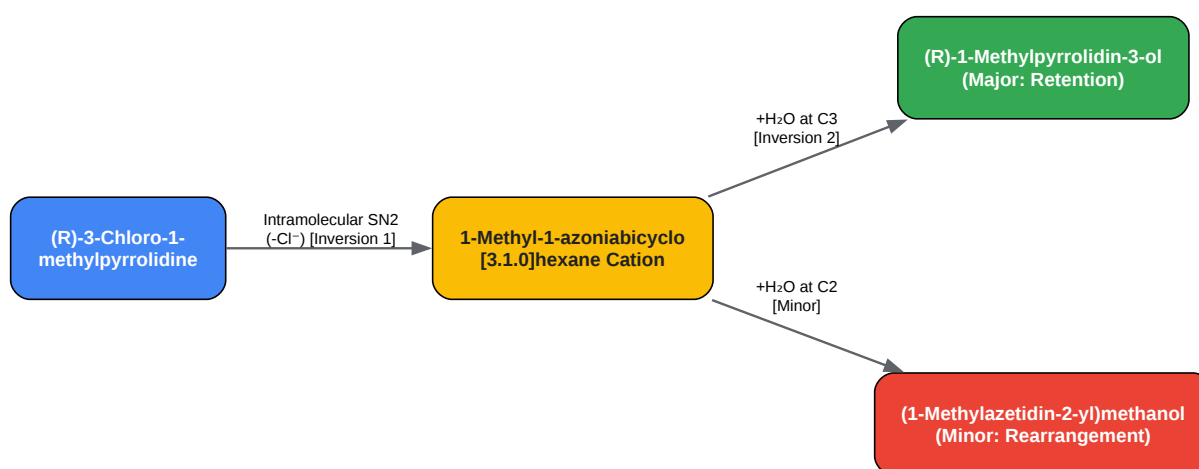 (R)-1-Methylpyrrolidin-3-ol
(Major: Retention)
+H₂O at C3
[Inversion 2]
Intramolecular SN2
(-Cl⁻) [Inversion 1]
(R)-3-Chloro-1-
methylpyrrolidine
1-Methyl-1-azoniabicyclo
[3.1.0]hexane Cation
+H₂O at C2
[Minor]
(1-Methylazetidin-2-yl)methanol
(Minor: Rearrangement)